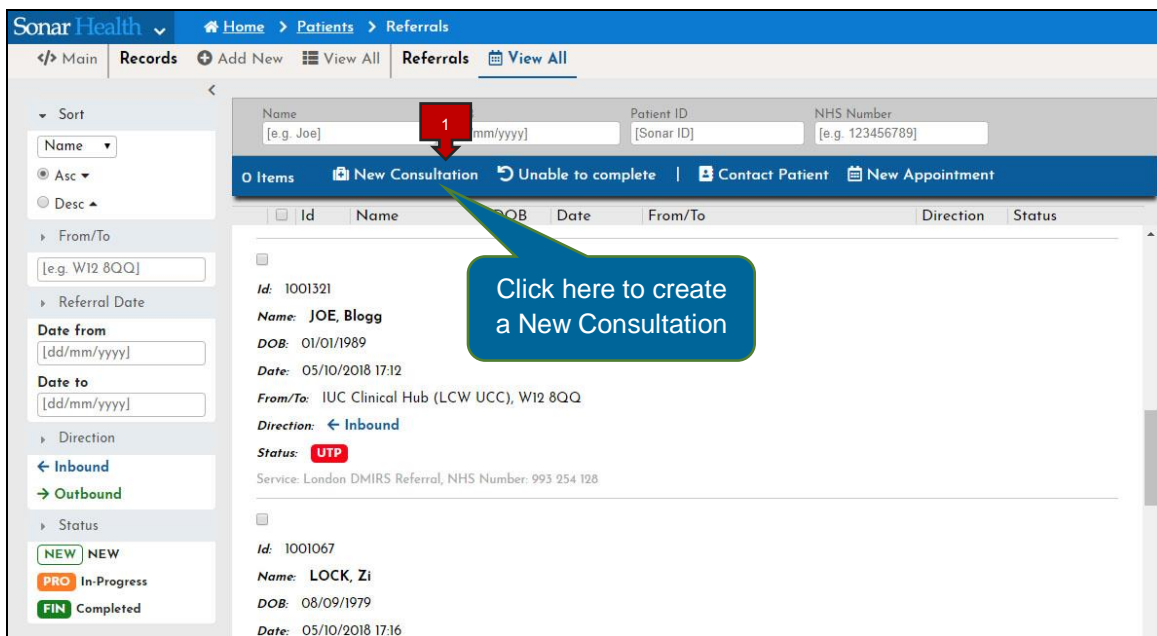 Sonar Health Home > Patients > Referrals
</> Main Records Add New View All Referrals View All
<
Sort
Name
Asc
Desc
From/To
[e.g. W12 8QQ]
Referral Date
Date from
[dd/mm/yyyy]
Date to
[dd/mm/yyyy]
Direction
← Inbound
→ Outbound
Status
NEW NEW
PRO In-Progress
FIN Completed
Name Patient ID NHS Number
[e.g. Joe] mm/yyyy] [Sonar ID] [e.g. 123456789]
1
0 Items New Consultation Unable to complete | Contact Patient New Appointment
Id Name DOB Date From/To Direction Status
Click here to create
a New Consultation
Id: 1001321
Name: JOE, Blogg
DOB: 01/01/1989
Date: 05/10/2018 17:12
From/To: IUC Clinical Hub (LCW UCC), W12 8QQ
Direction: ← Inbound
Status: UTP
Service: London DMIRS Referral, NHS Number: 993 254 128
Id: 1001067
Name: LOCK, Zi
DOB: 08/09/1979
Date: 05/10/2018 17:16